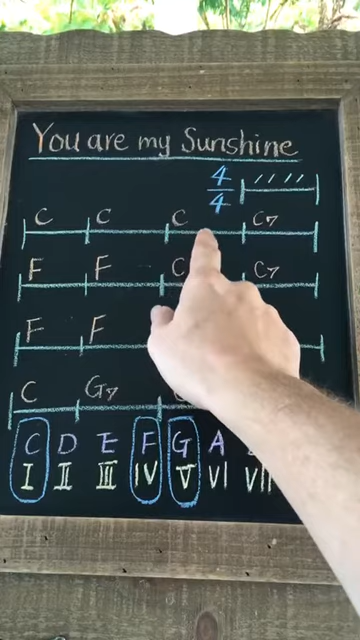 You are my Sunshine
4
4
C C C C7
F F C C7
F F
C G7
C D E F G A
I II III IV V VI VII